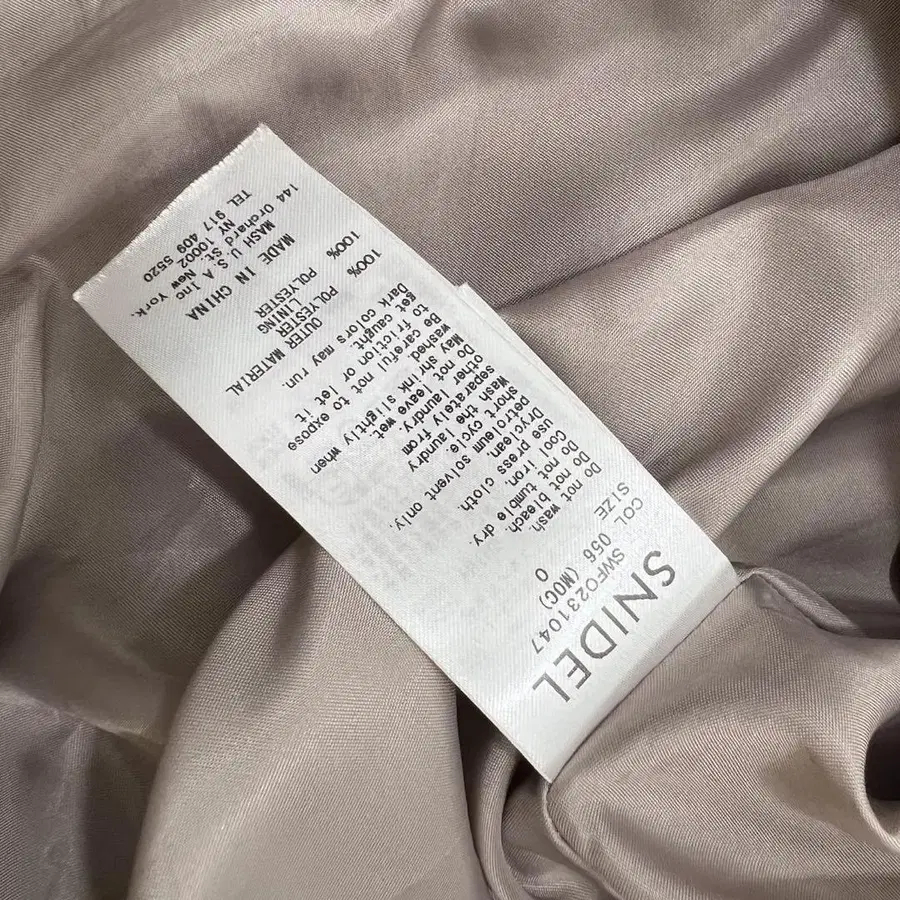 SNIDEL
SWFO231047
COL 056 (MOC)
SIZE 0
Do not wash.
Do not bleach.
Do not tumble dry.
Cool iron.
use press cloth.
Dryclean.
petroleum solvent only,
short cycle.
Wash the laundry
separately from
other laundry
Do not leave wet.
May shrink slightly when
washed.
Be careful not to expose
to friction or let it
get caught.
Dark colors may run.
OUTER MATERIAL
100% POLYESTER
LINING
100% POLYESTER
MADE IN CHINA
MASH U.S.A Inc
144 Orchard St. New York.
NY 10002
TEL 917 409 5520